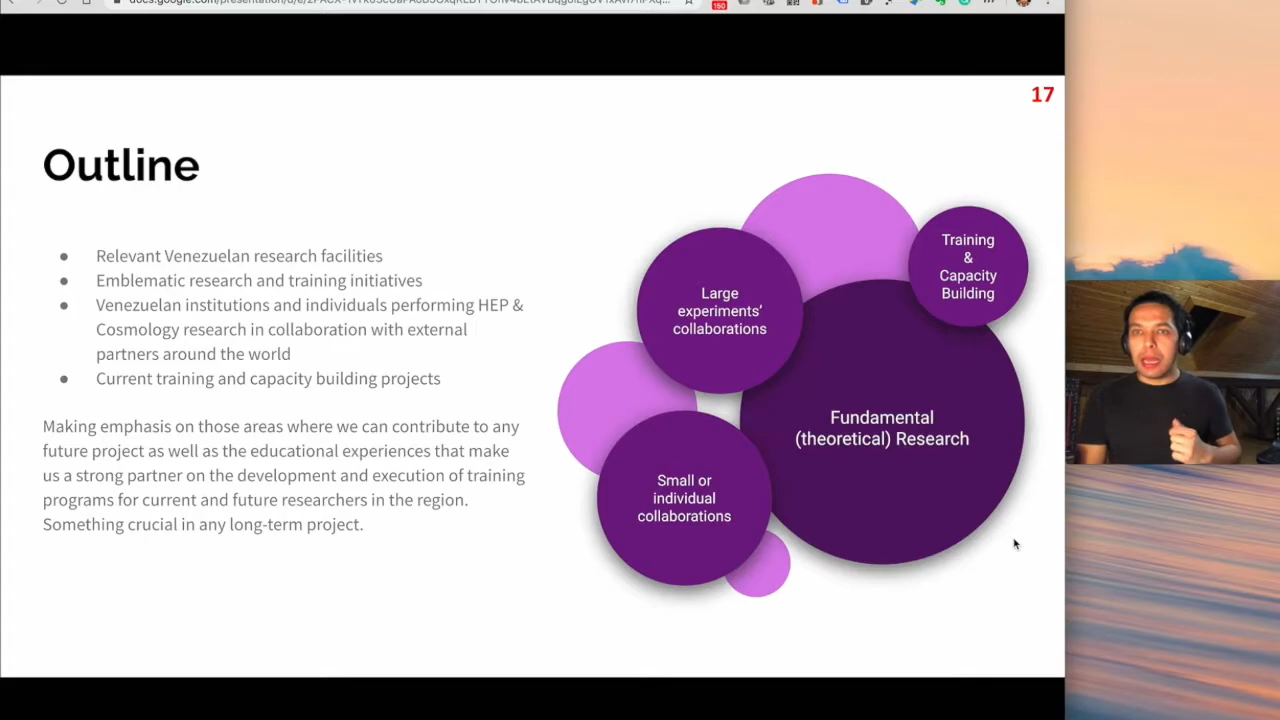 150
17
Outline
● Relevant Venezuelan research facilities
● Emblematic research and training initiatives
● Venezuelan institutions and individuals performing HEP &
Cosmology research in collaboration with external
partners around the world
● Current training and capacity building projects
Making emphasis on those areas where we can contribute to any
future project as well as the educational experiences that make
us a strong partner on the development and execution of training
programs for current and future researchers in the region.
Something crucial in any long-term project.
Training
&
Capacity
Building
Large
experiments’
collaborations
Fundamental
(theoretical) Research
Small or
individual
collaborations